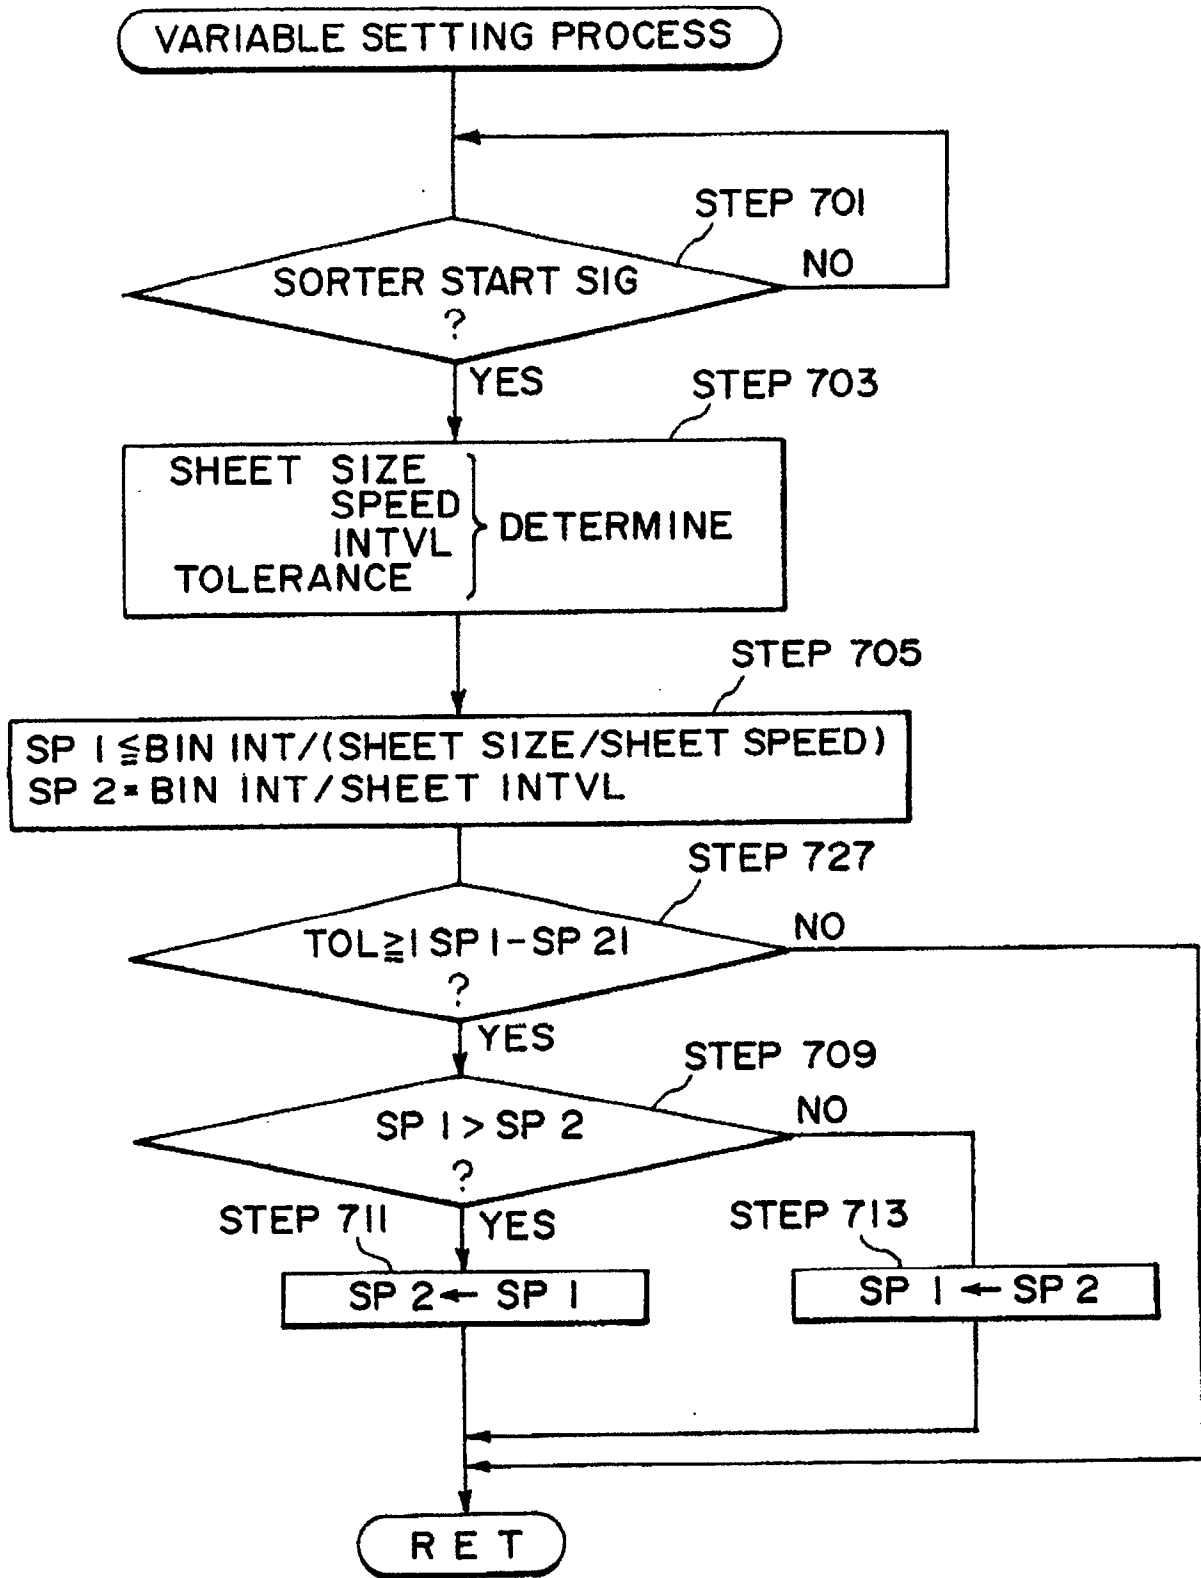 VARIABLE SETTING PROCESS
STEP 701
NO
SORTER START SIG
?
YES
STEP 703
SHEET SIZE
SPEED
INTVL
TOLERANCE
} DETERMINE
STEP 705
SP 1 ≦ BIN INT/(SHEET SIZE/SHEET SPEED)
SP 2 = BIN INT/SHEET INTVL
STEP 727
NO
TOL ≧ | SP 1 - SP 2 |
?
YES
STEP 709
NO
SP 1 > SP 2
?
YES
STEP 711
STEP 713
SP 2 ← SP 1
SP 1 ← SP 2
RET